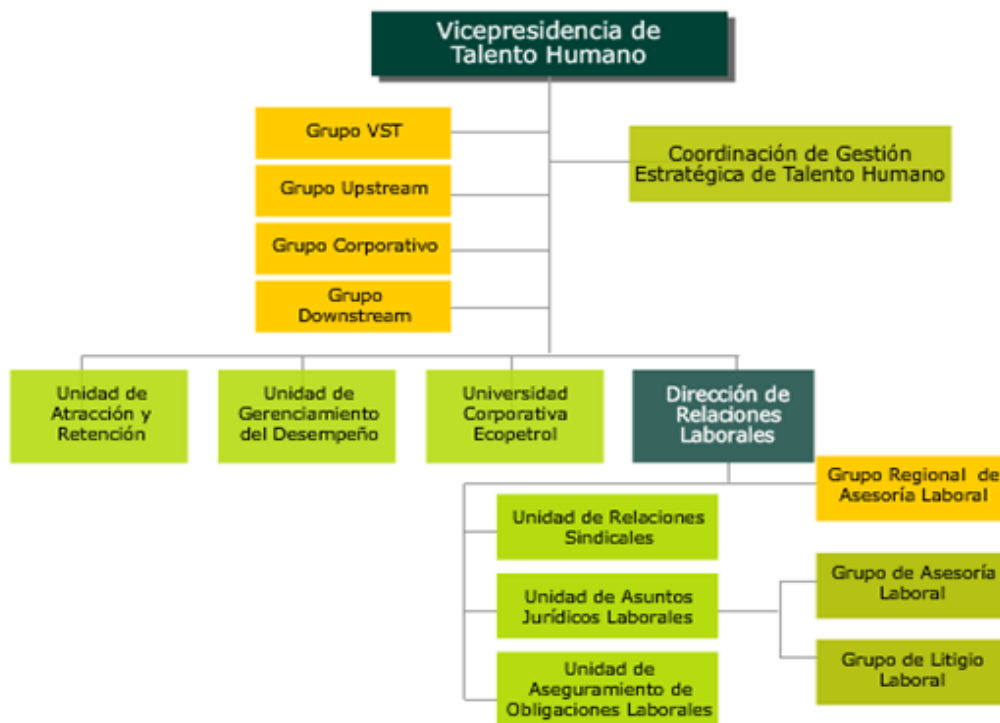 Vicepresidencia de
Talento Humano
Grupo VST
Coordinación de Gestión
Estratégica de Talento Humano
Grupo Upstream
Grupo Corporativo
Grupo
Downstream
Unidad de
Atracción y
Retención
Unidad de
Gerenciamiento
del Desempeño
Universidad
Corporativa
Ecopetrol
Dirección de
Relaciones
Laborales
Grupo Regional de
Asesoría Laboral
Unidad de Relaciones
Sindicales
Unidad de Asuntos
Jurídicos Laborales
Grupo de Asesoría
Laboral
Grupo de Litigio
Laboral
Unidad de
Aseguramiento de
Obligaciones Laborales